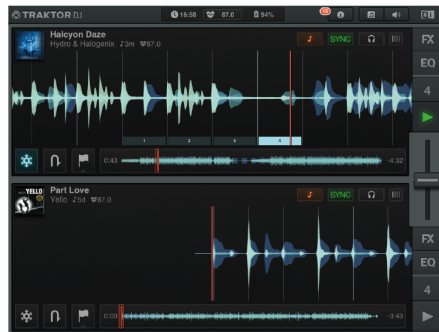 TRAKTOR DJ 16:58 87.0 94%
Halcyon Daze
Hydro & Halogenix ♪3m 87.0
SYNC
FX
EQ
4
1 2 3 4
0:43 -4:32
YELLO
Part Love
Yello ♪5d 87.0
SYNC
FX
EQ
4
0:00 -3:43